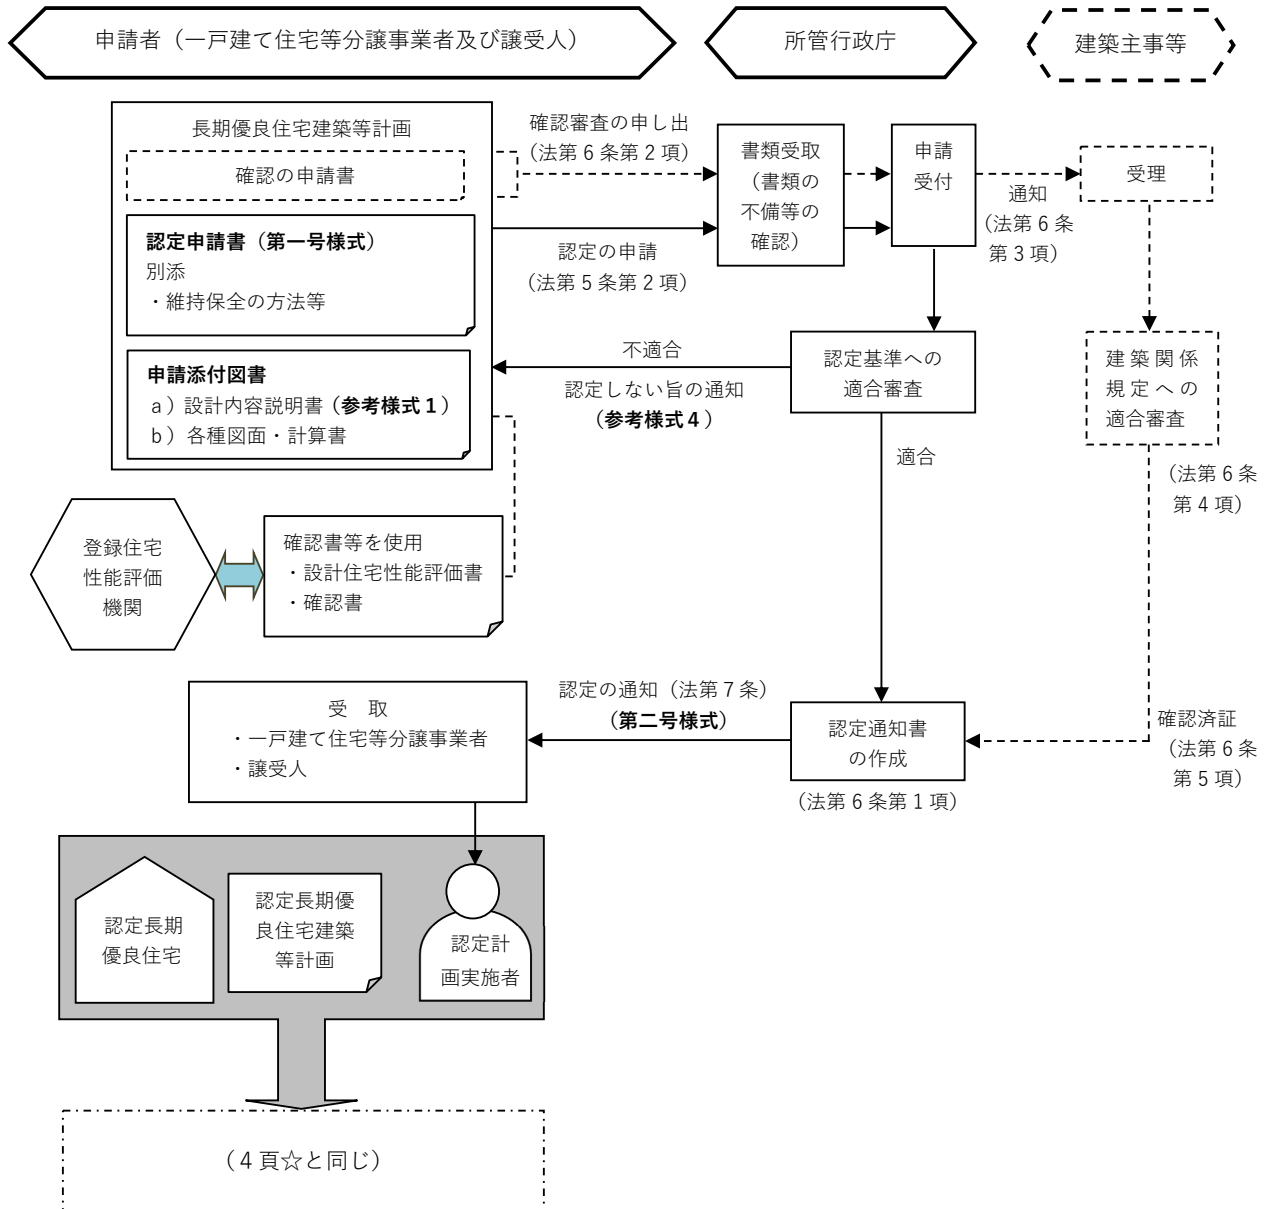 申請者（一戸建て住宅等分譲事業者及び譲受人）
所管行政庁
建築主事等
長期優良住宅建築等計画
確認の申請書
認定申請書（第一号様式）
別添
・維持保全の方法等
申請添付図書
a）設計内容説明書（参考様式１）
b）各種図面・計算書
確認審査の申し出
（法第６条第２項）
認定の申請
（法第５条第２項）
書類受取
（書類の
不備等の
確認）
申請
受付
通知
（法第６条
第３項）
受理
不適合
認定しない旨の通知
（参考様式４）
認定基準への
適合審査
建築関係
規定への
適合審査
適合
（法第６条
第４項）
登録住宅
性能評価
機関
確認書等を使用
・設計住宅性能評価書
・確認書
受　取
・一戸建て住宅等分譲事業者
・譲受人
認定の通知（法第７条）
（第二号様式）
認定通知書
の作成
（法第６条第１項）
確認済証
（法第６条
第５項）
認定長期
優良住宅
認定長期優
良住宅建築
等計画
認定計
画実施者
（４頁☆と同じ）